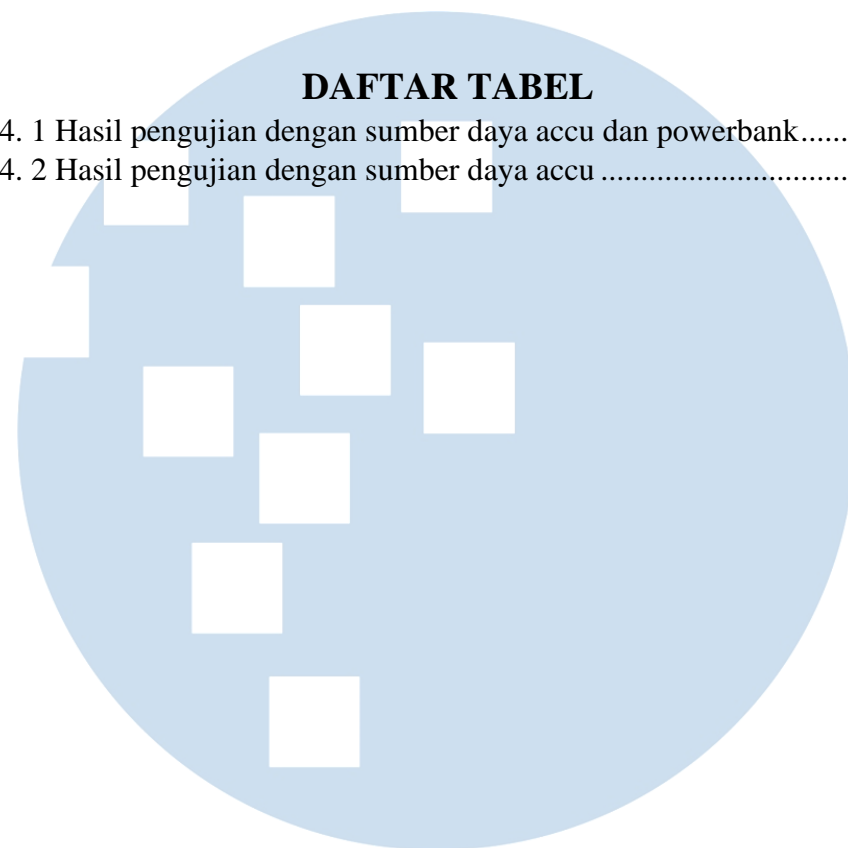 DAFTAR TABEL
4. 1 Hasil pengujian dengan sumber daya accu dan powerbank......
4. 2 Hasil pengujian dengan sumber daya accu ...............................